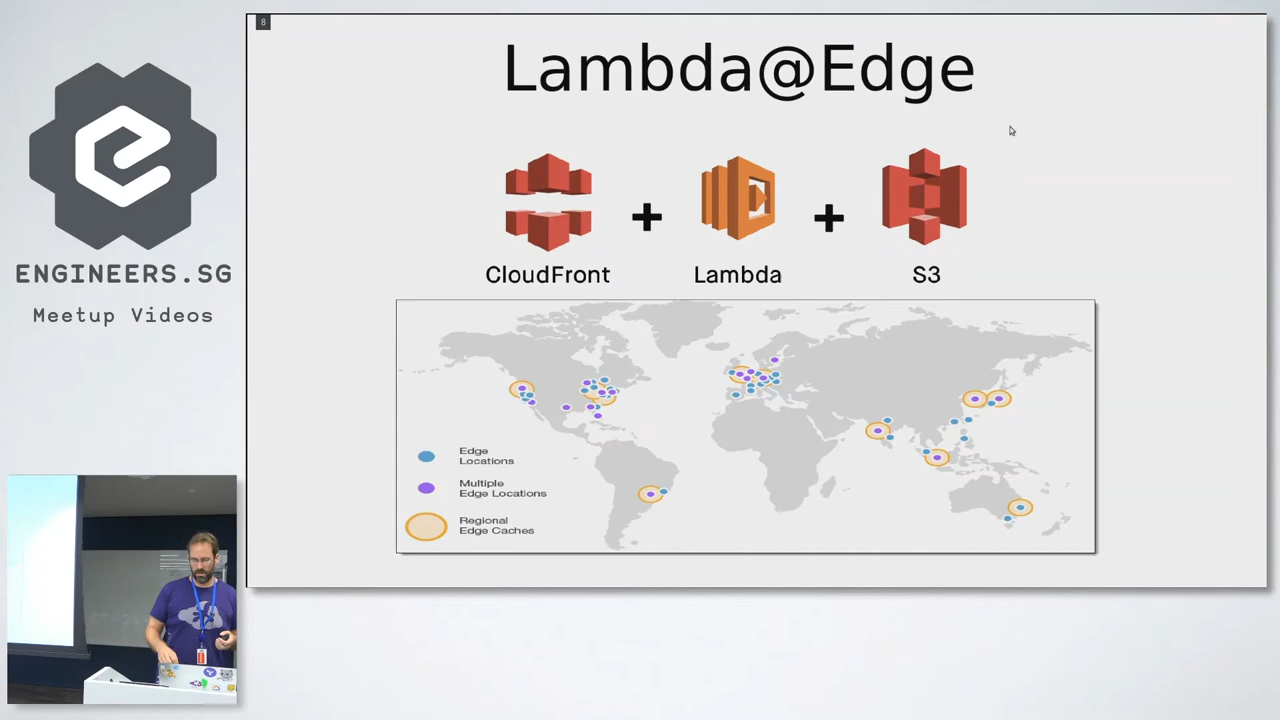 8
Lambda@Edge
CloudFront + Lambda + S3
Edge
Locations
Multiple
Edge Locations
Regional
Edge Caches
ENGINEERS.SG
Meetup Videos